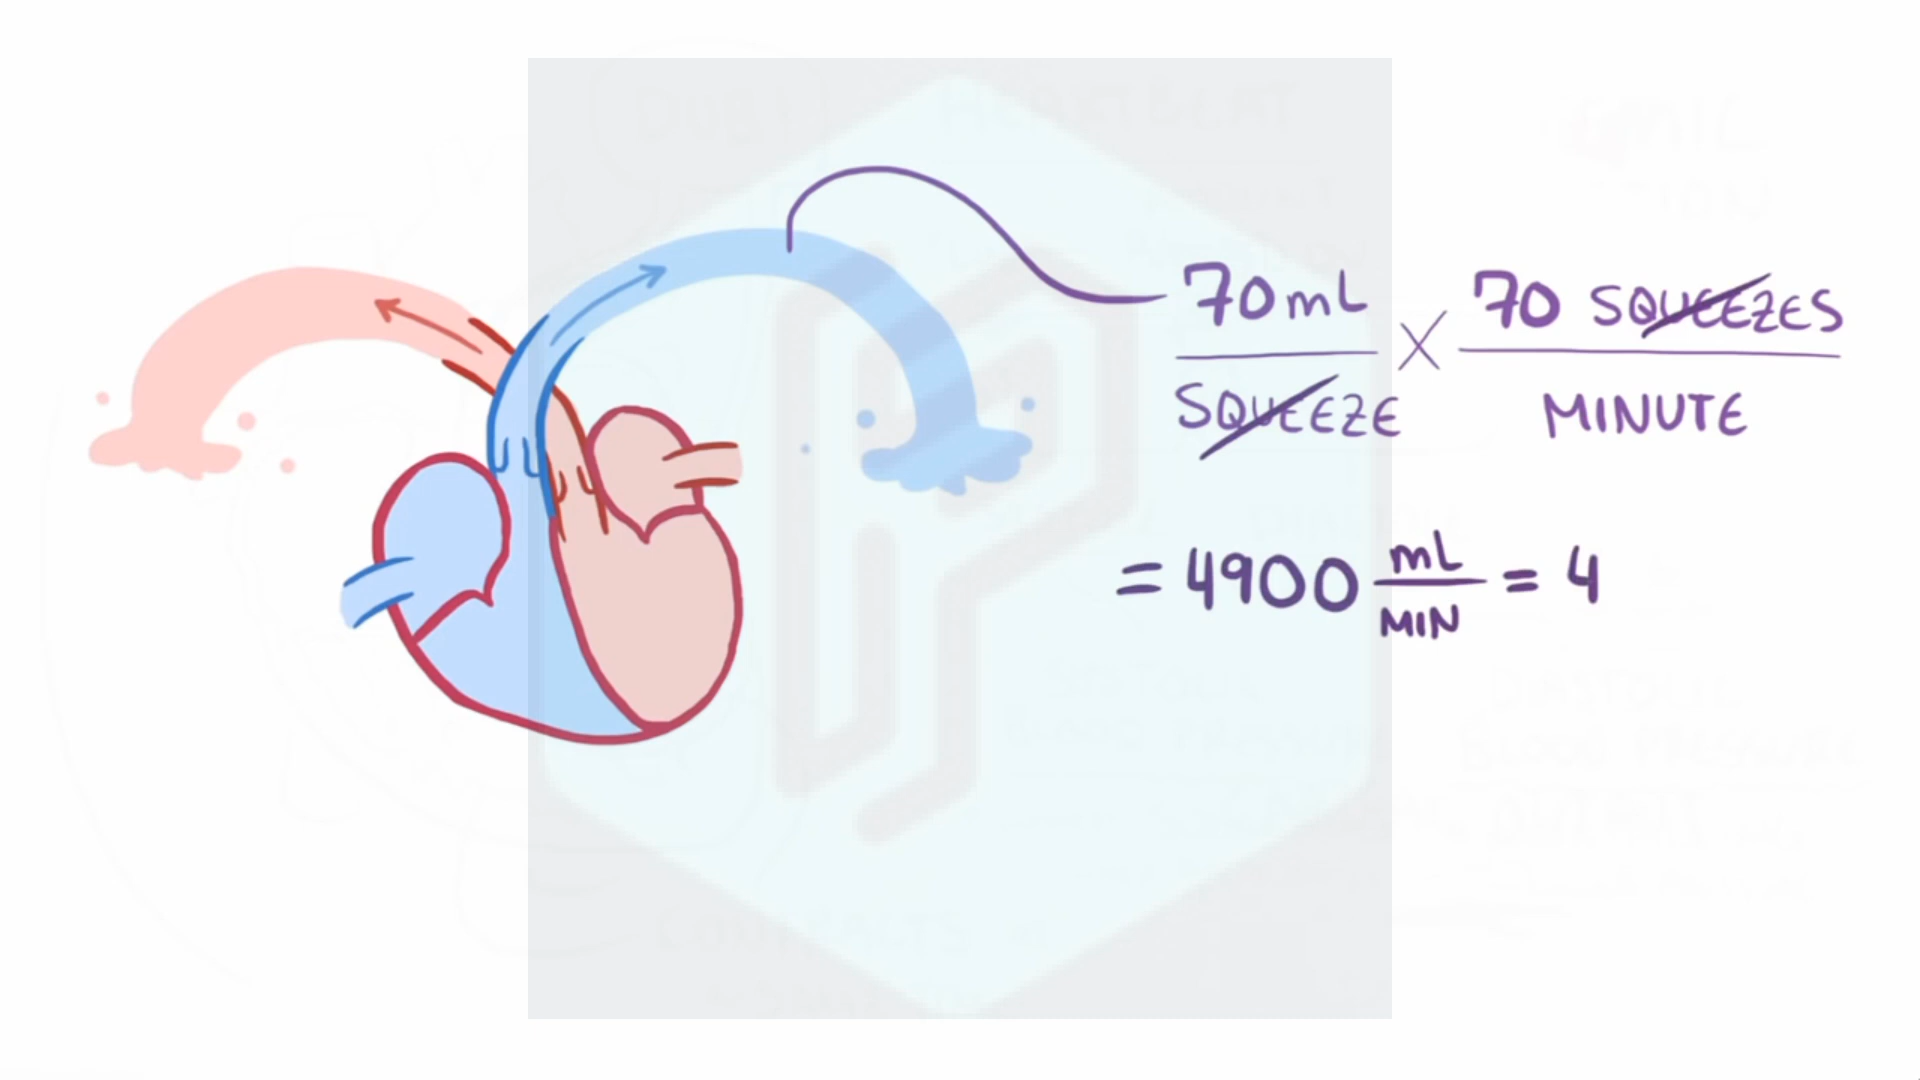 70 mL × 70 SQUEEZES
SQUEEZE MINUTE
= 4900 mL = 4
MIN